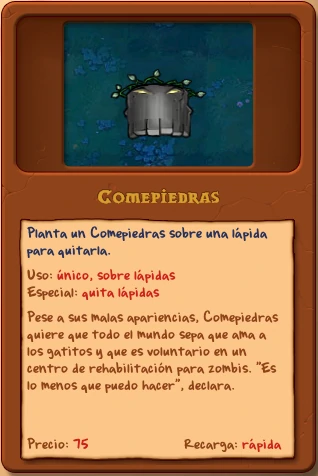 Comepiedras
Planta un Comepiedras sobre una lápida
para quitarla.
Uso: único, sobre lápidas
Especial: quita lápidas
Pese a sus malas apariencias, Comepiedras
quiere que todo el mundo sepa que ama a
los gatitos y que es voluntario en un
centro de rehabilitación para zombis. "Es
lo menos que puedo hacer", declara.
Precio: 75 Recarga: rápida